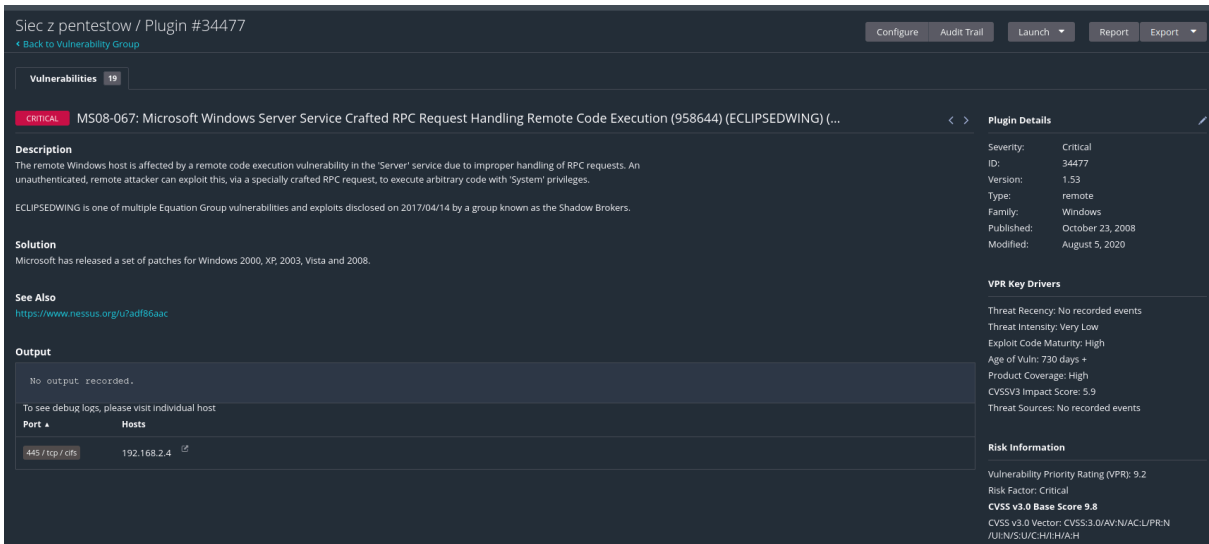 Siec z pentestow / Plugin #34477
Configure Audit Trail Launch Report Export
Back to Vulnerability Group
Vulnerabilities 19
CRITICAL MS08-067: Microsoft Windows Server Service Crafted RPC Request Handling Remote Code Execution (958644) (ECLIPSEDWING) (...
Description
The remote Windows host is affected by a remote code execution vulnerability in the 'Server' service due to improper handling of RPC requests. An
unauthenticated, remote attacker can exploit this, via a specially crafted RPC request, to execute arbitrary code with 'System' privileges.
ECLIPSEDWING is one of multiple Equation Group vulnerabilities and exploits disclosed on 2017/04/14 by a group known as the Shadow Brokers.
Solution
Microsoft has released a set of patches for Windows 2000, XP, 2003, Vista and 2008.
See Also
https://www.nessus.org/u?adf86aac
Output
No output recorded.
To see debug logs, please visit individual host
Port Hosts
445 / tcp / cifs 192.168.2.4
Plugin Details
Severity: Critical
ID: 34477
Version: 1.53
Type: remote
Family: Windows
Published: October 23, 2008
Modified: August 5, 2020
VPR Key Drivers
Threat Recency: No recorded events
Threat Intensity: Very Low
Exploit Code Maturity: High
Age of Vuln: 730 days +
Product Coverage: High
CVSSV3 Impact Score: 5.9
Threat Sources: No recorded events
Risk Information
Vulnerability Priority Rating (VPR): 9.2
Risk Factor: Critical
CVSS v3.0 Base Score 9.8
CVSS v3.0 Vector: CVSS:3.0/AV:N/AC:L/PR:N
/UI:N/S:U/C:H/I:H/A:H